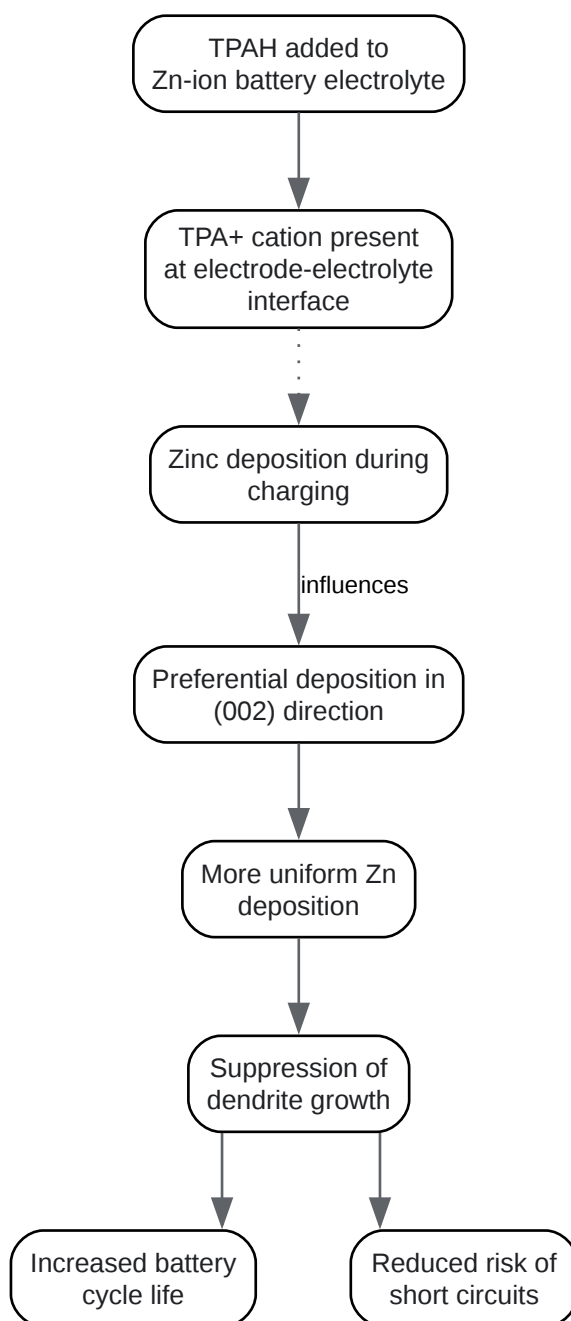 TPAH added to
Zn-ion battery electrolyte
TPA+ cation present
at electrode-electrolyte
interface
Zinc deposition during
charging
influences
Preferential deposition in
(002) direction
More uniform Zn
deposition
Suppression of
dendrite growth
Increased battery
cycle life
Reduced risk of
short circuits